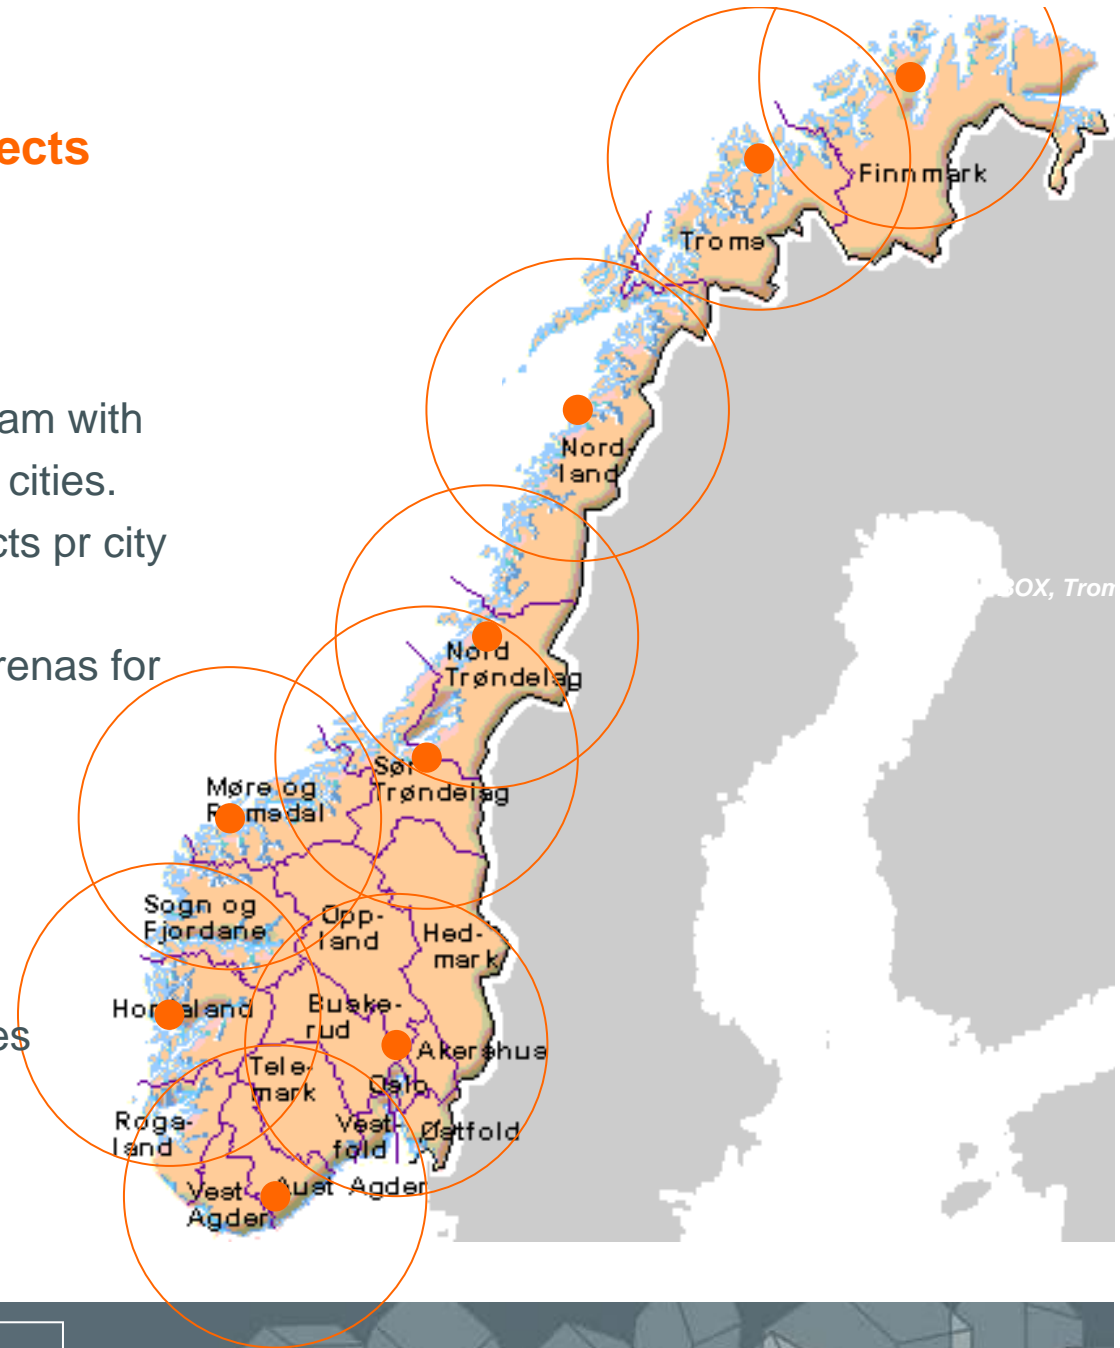 ects
am with
cities.
cts pr city
renas for
es
Finnmark
Troms
Nord-
land
BOX, Trom
Nord
Trøndelag
Sør
Trøndelag
Møre og
Romsdal
Sogn og
Fjordane
Opp-
land
Hed-
mark
Hordaland
Buske-
rud
Akershus
Tele-
mark
Oslo
Roga-
land
Vest-
fold
Østfold
Vest-
Agder
Aust Agder